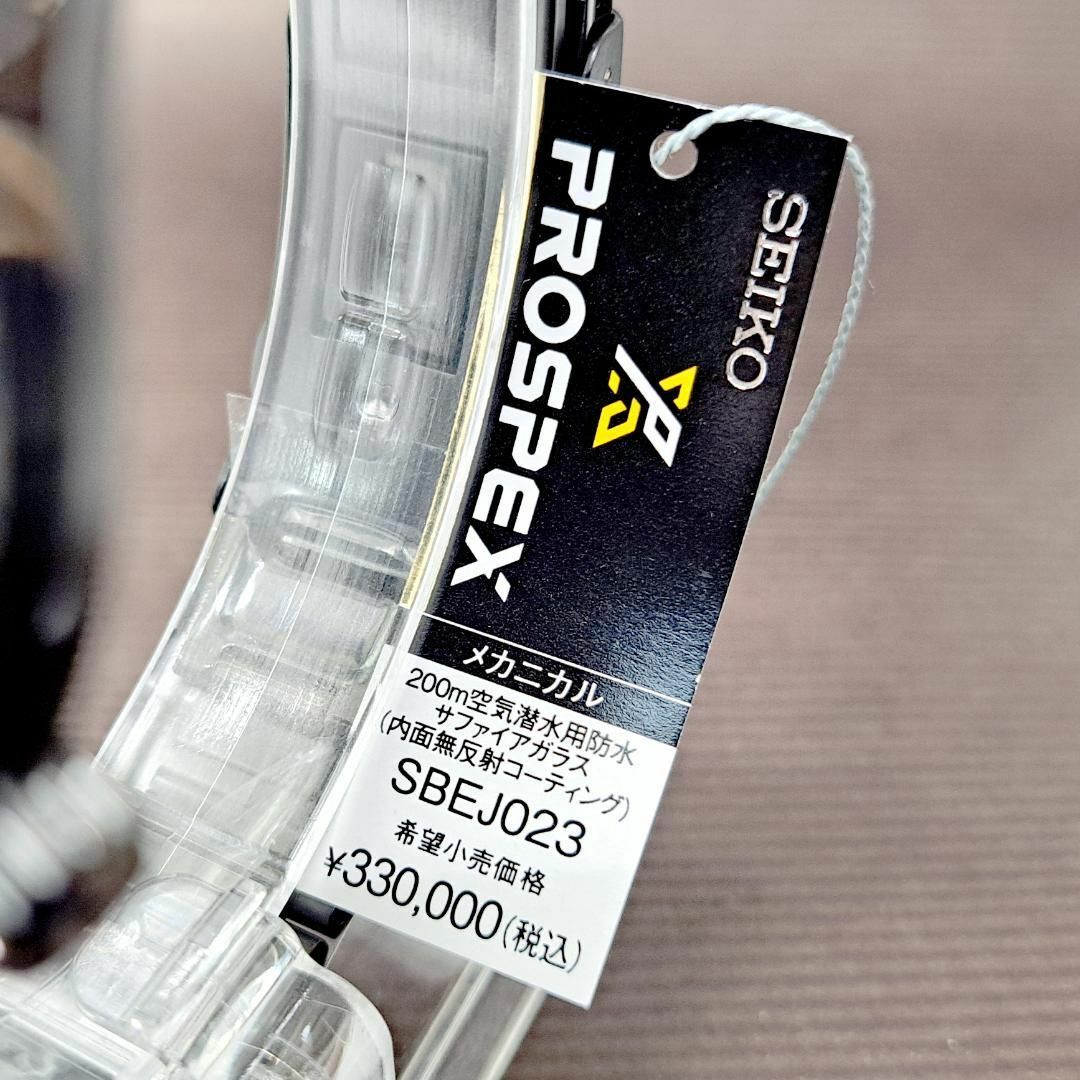 SEIKO
PROSPEX
メカニカル
200m空気潜水用防水
サファイアガラス
(内面無反射コーティング)
SBEJ023
希望小売価格
¥330,000(税込)